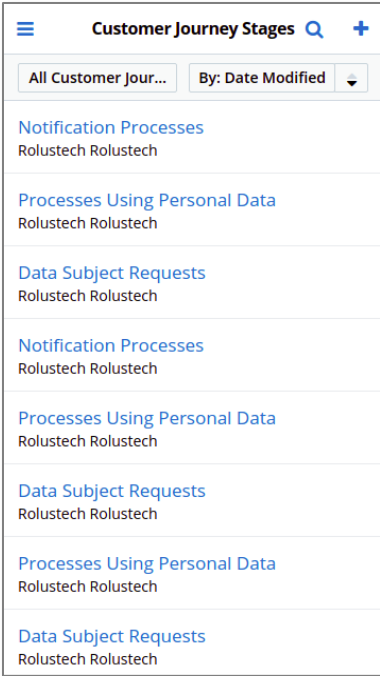 Customer Journey Stages
All Customer Jour... By: Date Modified
Notification Processes
Rolustech Rolustech
Processes Using Personal Data
Rolustech Rolustech
Data Subject Requests
Rolustech Rolustech
Notification Processes
Rolustech Rolustech
Processes Using Personal Data
Rolustech Rolustech
Data Subject Requests
Rolustech Rolustech
Processes Using Personal Data
Rolustech Rolustech
Data Subject Requests
Rolustech Rolustech